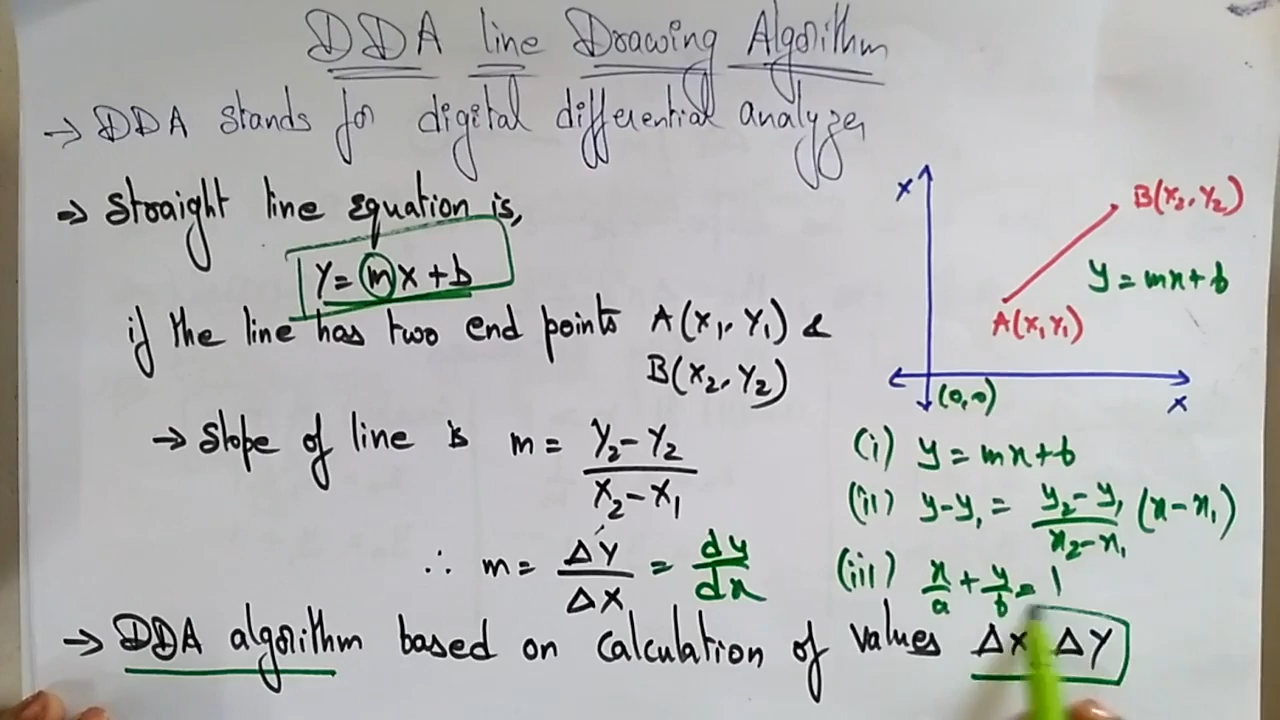 DDA line Drawing Algorithm
→ DDA stands for digital differential analyzer
→ Straight line Equation is,
Y = mX + b
if the line has two end points A(X₁, Y₁) &
B(X₂, Y₂)
→ Slope of line is m = (Y₂ - Y₂) / (X₂ - X₁)
∴ m = ΔY / ΔX = dy / dx
→ DDA algorithm based on Calculation of values ΔX, ΔY
X
B(X₂, Y₂)
y = mx + b
A(X₁ Y₁)
(0,0)
X
(i) y = mx + b
(ii) y - y₁ = (y₂ - y₁) / (x₂ - x₁) (x - x₁)
(iii) x/a + y/b = 1